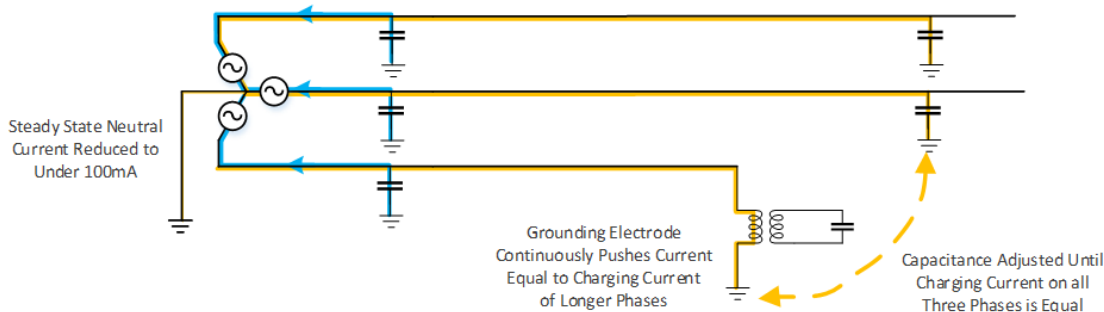 Steady State Neutral
Current Reduced to
Under 100mA
Grounding Electrode
Continuously Pushes Current
Equal to Charging Current
of Longer Phases
Capacitance Adjusted Until
Charging Current on all
Three Phases is Equal